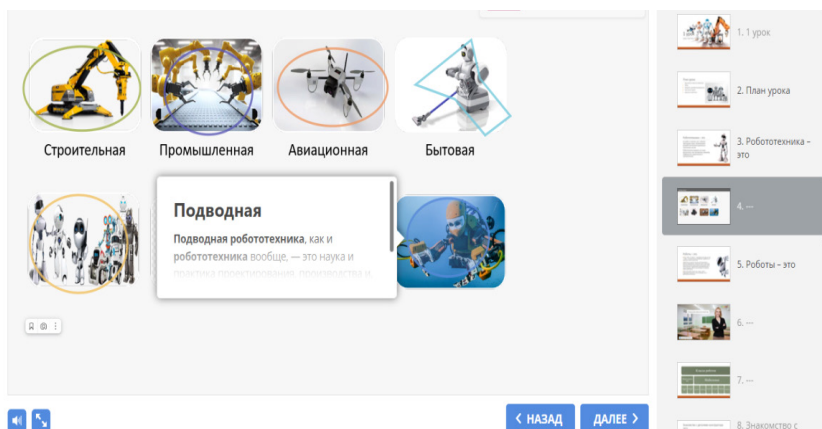 Строительная
Промышленная
Авиационная
Бытовая
Подводная
Подводная робототехника, как и
робототехника вообще, — это наука и
практика проектирования, производства и
1. 1 урок
2. План урока
3. Робототехника –
это
4. —
5. Роботы – это
6. —
7. —
8. Знакомство с
НАЗАД
ДАЛЕЕ